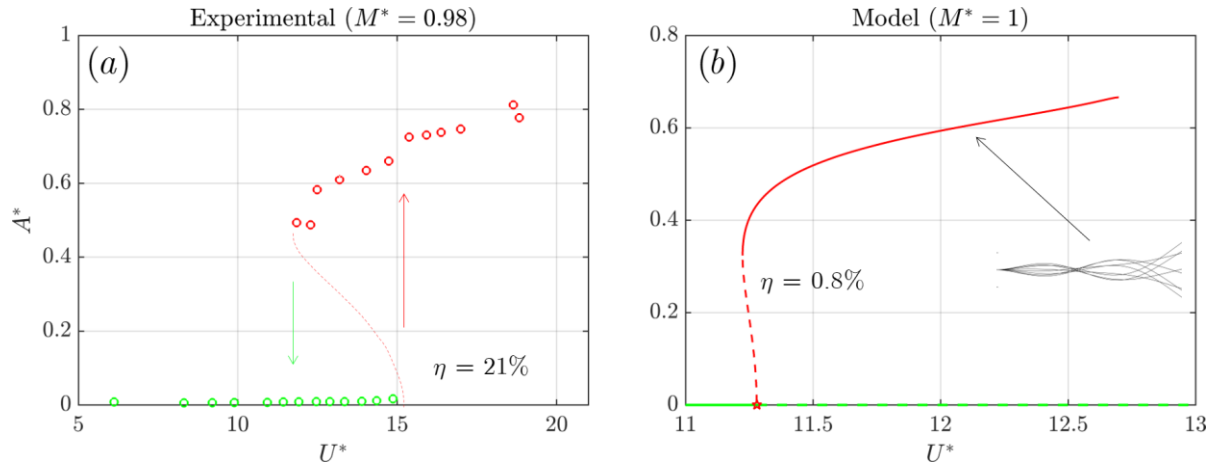 Experimental (M* = 0.98)
(a)
A*
1
0.8
0.6
0.4
0.2
0
η = 21%
5
10
15
20
U*
Model (M* = 1)
(b)
0.8
0.6
0.4
0.2
0
η = 0.8%
11
11.5
12
12.5
13
U*